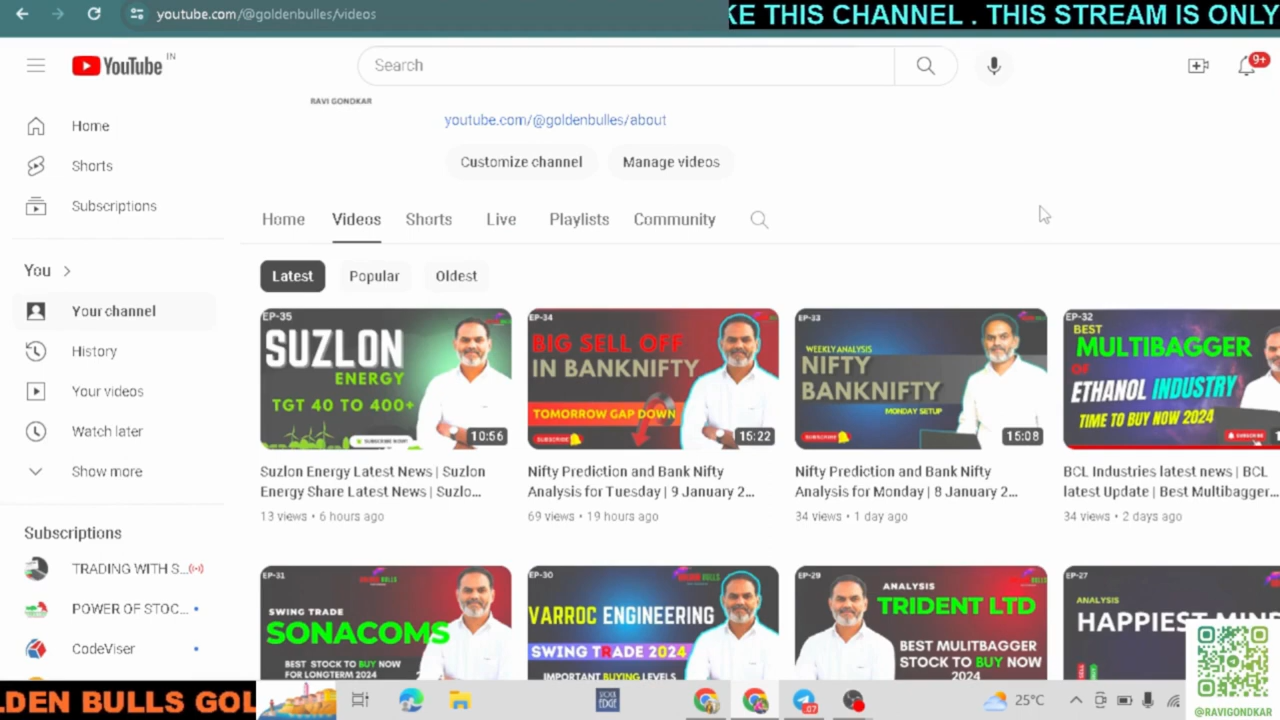 youtube.com/@goldenbulles/videos
KE THIS CHANNEL . THIS STREAM IS ONLY
YouTube IN
Search
9+
RAVI GONDKAR
youtube.com/@goldenbulles/about
Customize channel
Manage videos
Home
Shorts
Subscriptions
Home
Videos
Shorts
Live
Playlists
Community
You
Your channel
History
Your videos
Watch later
Show more
Subscriptions
TRADING WITH S...
POWER OF STOC...
CodeViser
Latest
Popular
Oldest
EP-35
SUZLON
ENERGY
TGT 40 TO 400+
SUBSCRIBE NOW!
10:56
Suzlon Energy Latest News | Suzlon
Energy Share Latest News | Suzlo...
13 views • 6 hours ago
EP-34
BIG SELL OFF
IN BANKNIFTY
TOMORROW GAP DOWN
SUBSCRIBE
15:22
Nifty Prediction and Bank Nifty
Analysis for Tuesday | 9 January 2...
69 views • 19 hours ago
EP-33
WEEKLY ANALYSIS
NIFTY
BANKNIFTY
MONDAY SETUP
SUBSCRIBE
15:08
Nifty Prediction and Bank Nifty
Analysis for Monday | 8 January 2...
34 views • 1 day ago
EP-32
BEST
MULTIBAGGER
OF
ETHANOL INDUSTRY
TIME TO BUY NOW 2024
SUBSCRIBE
BCL Industries latest news | BCL
latest Update | Best Multibagger...
34 views • 2 days ago
EP-31
SWING TRADE
SONACOMS
BEST STOCK TO BUY NOW
FOR LONGTERM 2024
EP-30
VARROC ENGINEERING
SWING TRADE 2024
IMPORTANT BUYING LEVELS
EP-29
ANALYSIS
TRIDENT LTD
BEST MULITBAGGER
STOCK TO BUY NOW
2024
EP-27
ANALYSIS
HAPPIEST MIND
LDEN BULLS GOL
STOCK EDGE
25°C
@RAVIGONDKAR